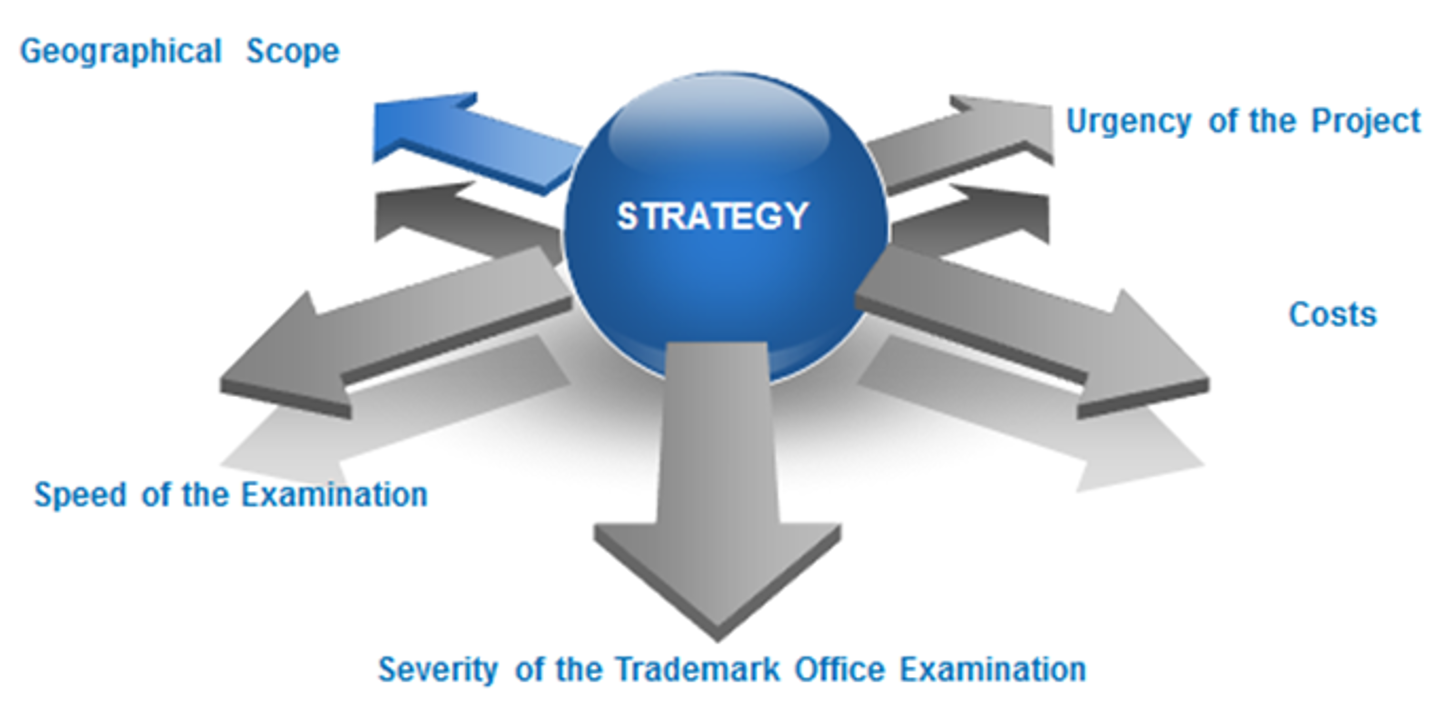 Geographical Scope
Urgency of the Project
STRATEGY
Costs
Speed of the Examination
Severity of the Trademark Office Examination